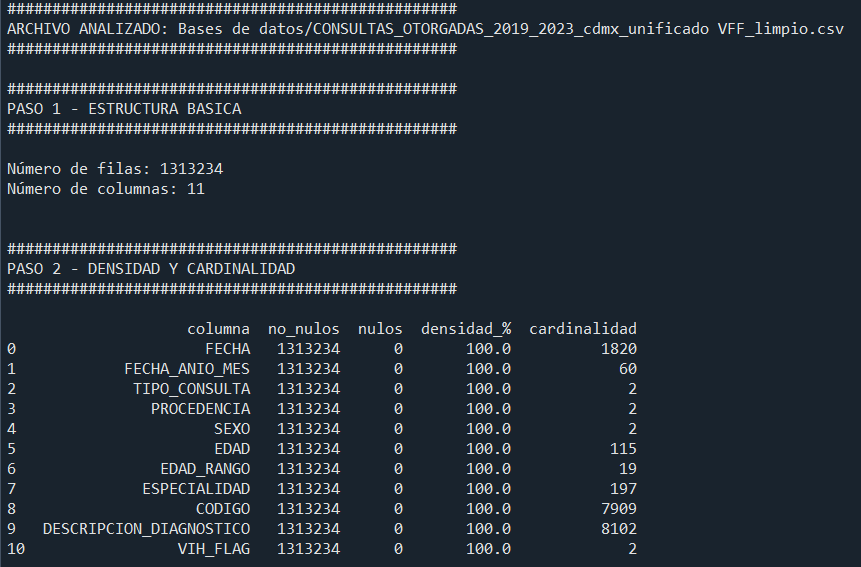 ##################################################
ARCHIVO ANALIZADO: Bases de datos/CONSULTAS_OTORGADAS_2019_2023_cdmx_unificado VFF_limpio.csv
##################################################
##################################################
PASO 1 - ESTRUCTURA BASICA
##################################################
Número de filas: 1313234
Número de columnas: 11
##################################################
PASO 2 - DENSIDAD Y CARDINALIDAD
##################################################
columna no_nulos nulos densidad_% cardinalidad
0 FECHA 1313234 0 100.0 1820
1 FECHA_ANIO_MES 1313234 0 100.0 60
2 TIPO_CONSULTA 1313234 0 100.0 2
3 PROCEDENCIA 1313234 0 100.0 2
4 SEXO 1313234 0 100.0 2
5 EDAD 1313234 0 100.0 115
6 EDAD_RANGO 1313234 0 100.0 19
7 ESPECIALIDAD 1313234 0 100.0 197
8 CODIGO 1313234 0 100.0 7909
9 DESCRIPCION_DIAGNOSTICO 1313234 0 100.0 8102
10 VIH_FLAG 1313234 0 100.0 2